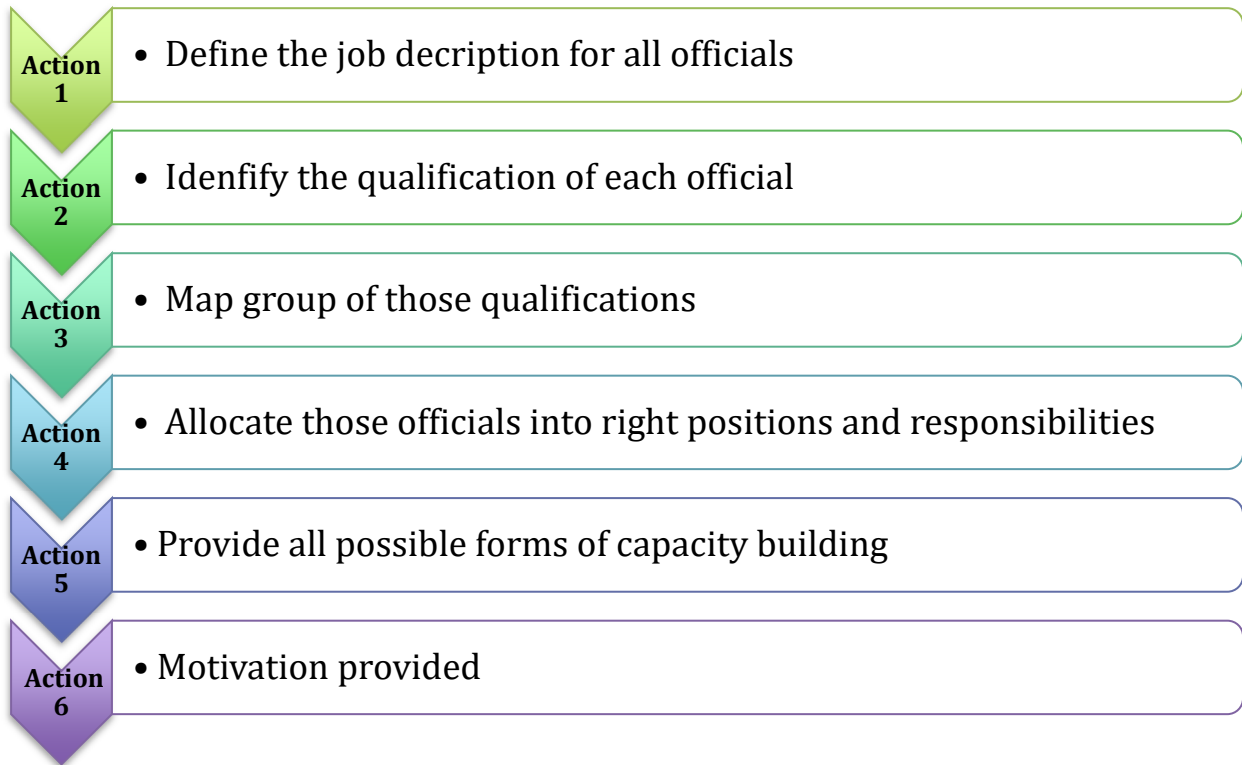 Action
1
• Define the job decription for all officials
Action
2
• Idenfify the qualification of each official
Action
3
• Map group of those qualifications
Action
4
• Allocate those officials into right positions and responsibilities
Action
5
• Provide all possible forms of capacity building
Action
6
• Motivation provided